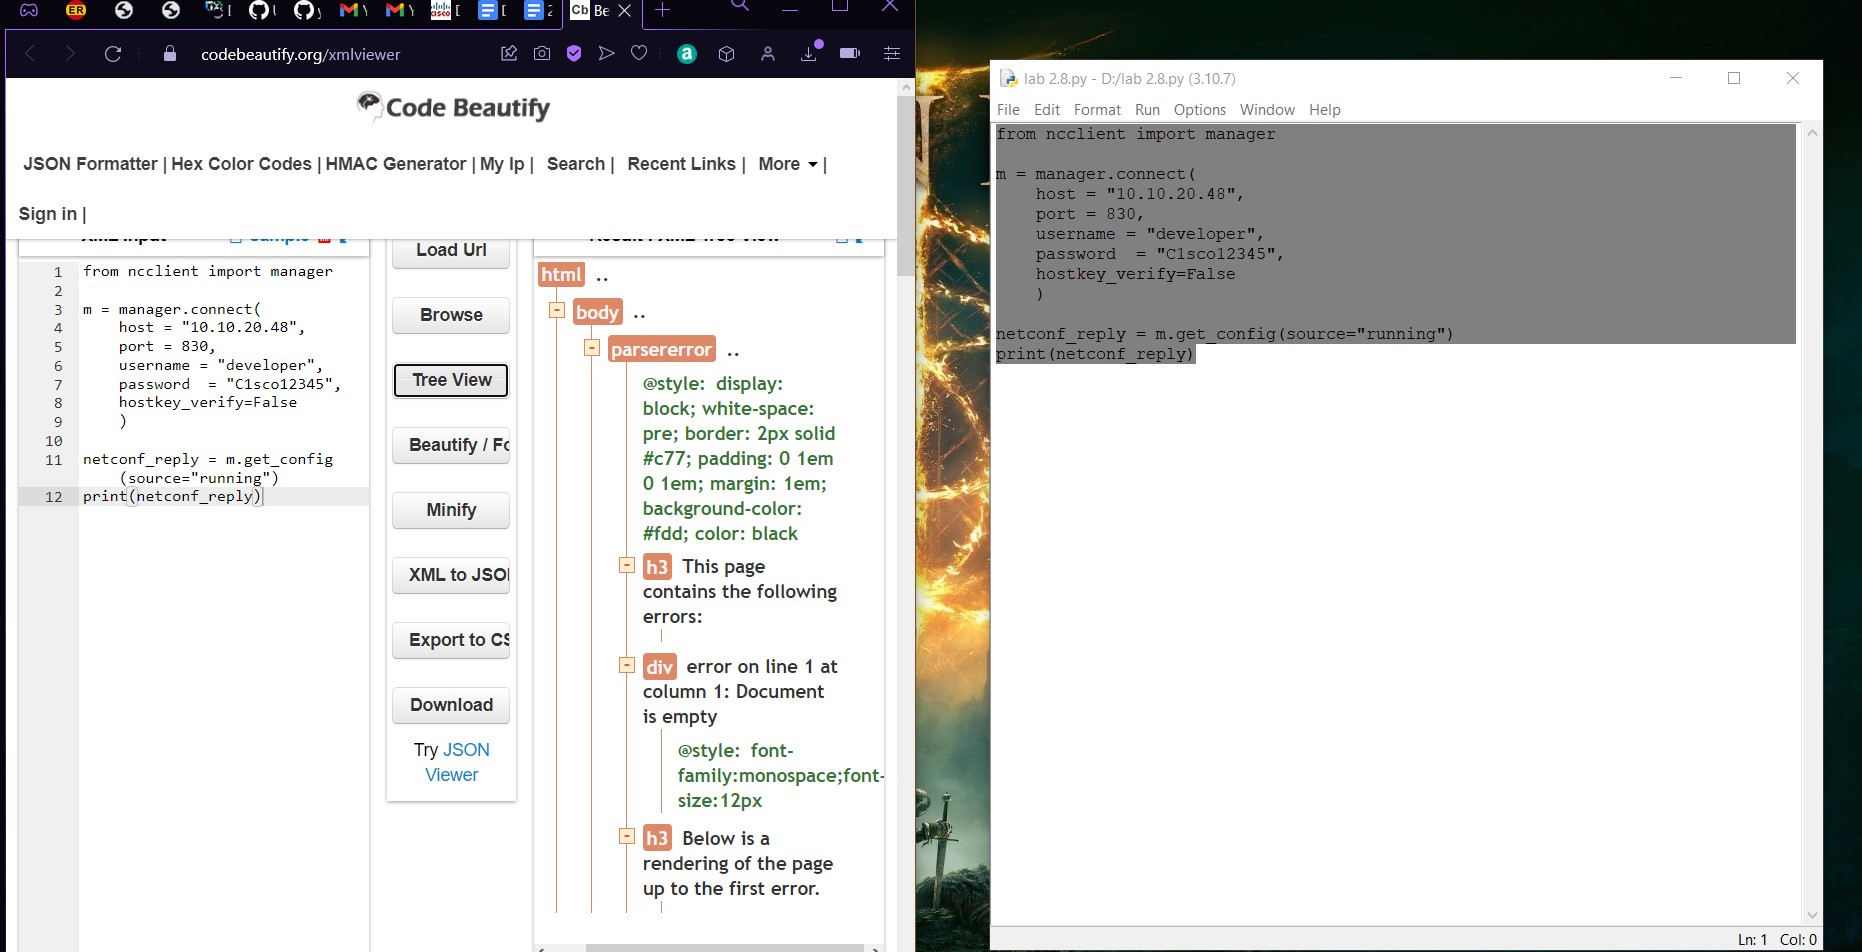 ER
Cb Be
codebeautify.org/xmlviewer
Code Beautify
JSON Formatter | Hex Color Codes | HMAC Generator | My Ip | Search | Recent Links | More |
Sign in |
Load Url
Browse
Tree View
Beautify / Fo
Minify
XML to JSO
Export to CS
Download
Try JSON
Viewer
1 from ncclient import manager
2
3 m = manager.connect(
4 host = "10.10.20.48",
5 port = 830,
6 username = "developer",
7 password  = "C1sco12345",
8 hostkey_verify=False
9 )
10
11 netconf_reply = m.get_config
(source="running")
12 print(netconf_reply)
html ..
body ..
parsererror ..
@style: display:
block; white-space:
pre; border: 2px solid
#c77; padding: 0 1em
0 1em; margin: 1em;
background-color:
#fdd; color: black
h3 This page
contains the following
errors:
div error on line 1 at
column 1: Document
is empty
@style: font-
family:monospace;font-
size:12px
h3 Below is a
rendering of the page
up to the first error.
lab 2.8.py - D:/lab 2.8.py (3.10.7)
File Edit Format Run Options Window Help
from ncclient import manager
m = manager.connect(
host = "10.10.20.48",
port = 830,
username = "developer",
password  = "C1sco12345",
hostkey_verify=False
)
netconf_reply = m.get_config(source="running")
print(netconf_reply)
Ln: 1 Col: 0